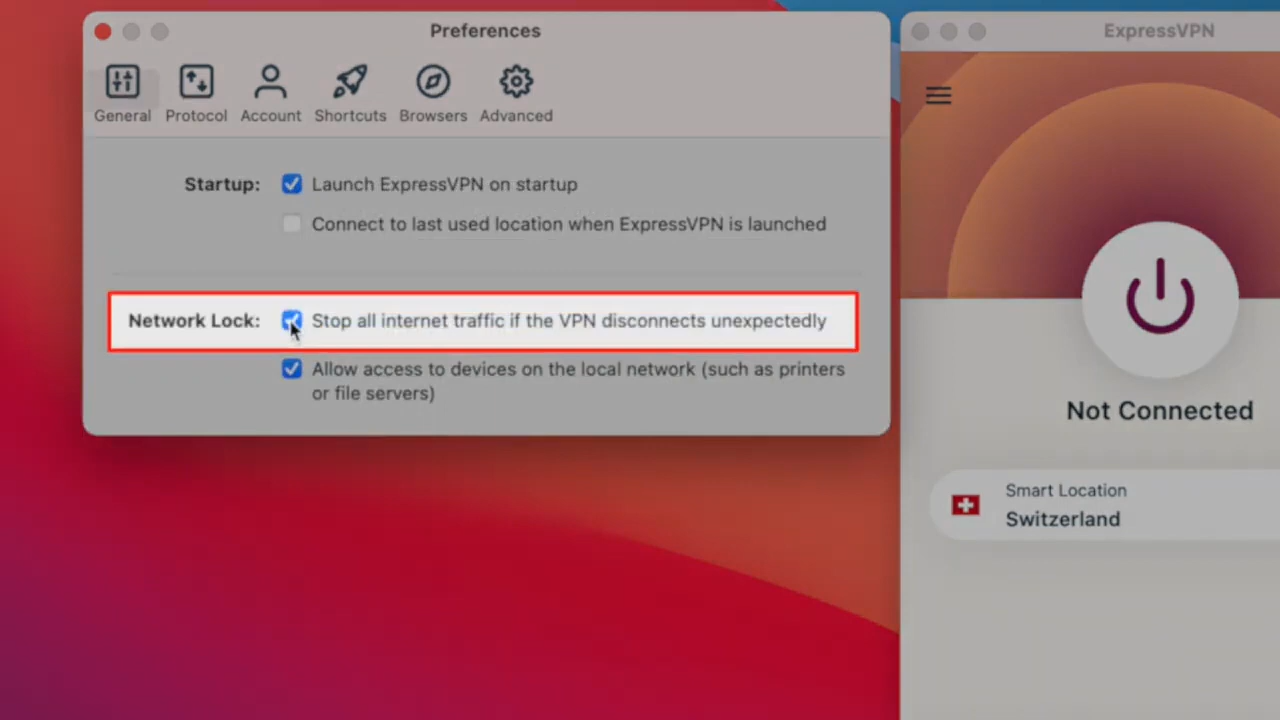 Preferences
General Protocol Account Shortcuts Browsers Advanced
Startup: Launch ExpressVPN on startup
Connect to last used location when ExpressVPN is launched
Network Lock: Stop all internet traffic if the VPN disconnects unexpectedly
Allow access to devices on the local network (such as printers
or file servers)
ExpressVPN
Not Connected
Smart Location
Switzerland